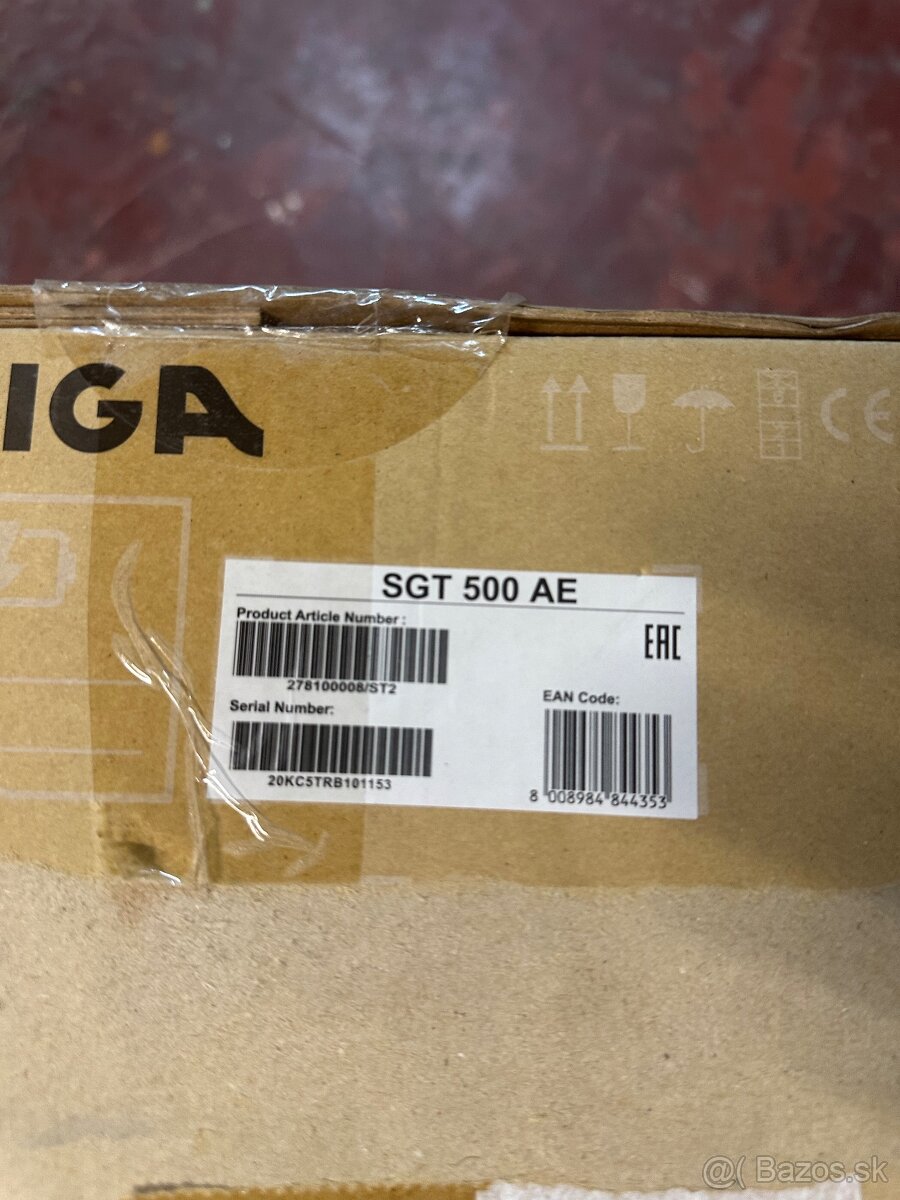 IGA
CE
SGT 500 AE
Product Article Number :
278100008/ST2
EAC
Serial Number:
20KC5TRB101153
EAN Code:
8 008984 844353
@( Bazos.sk